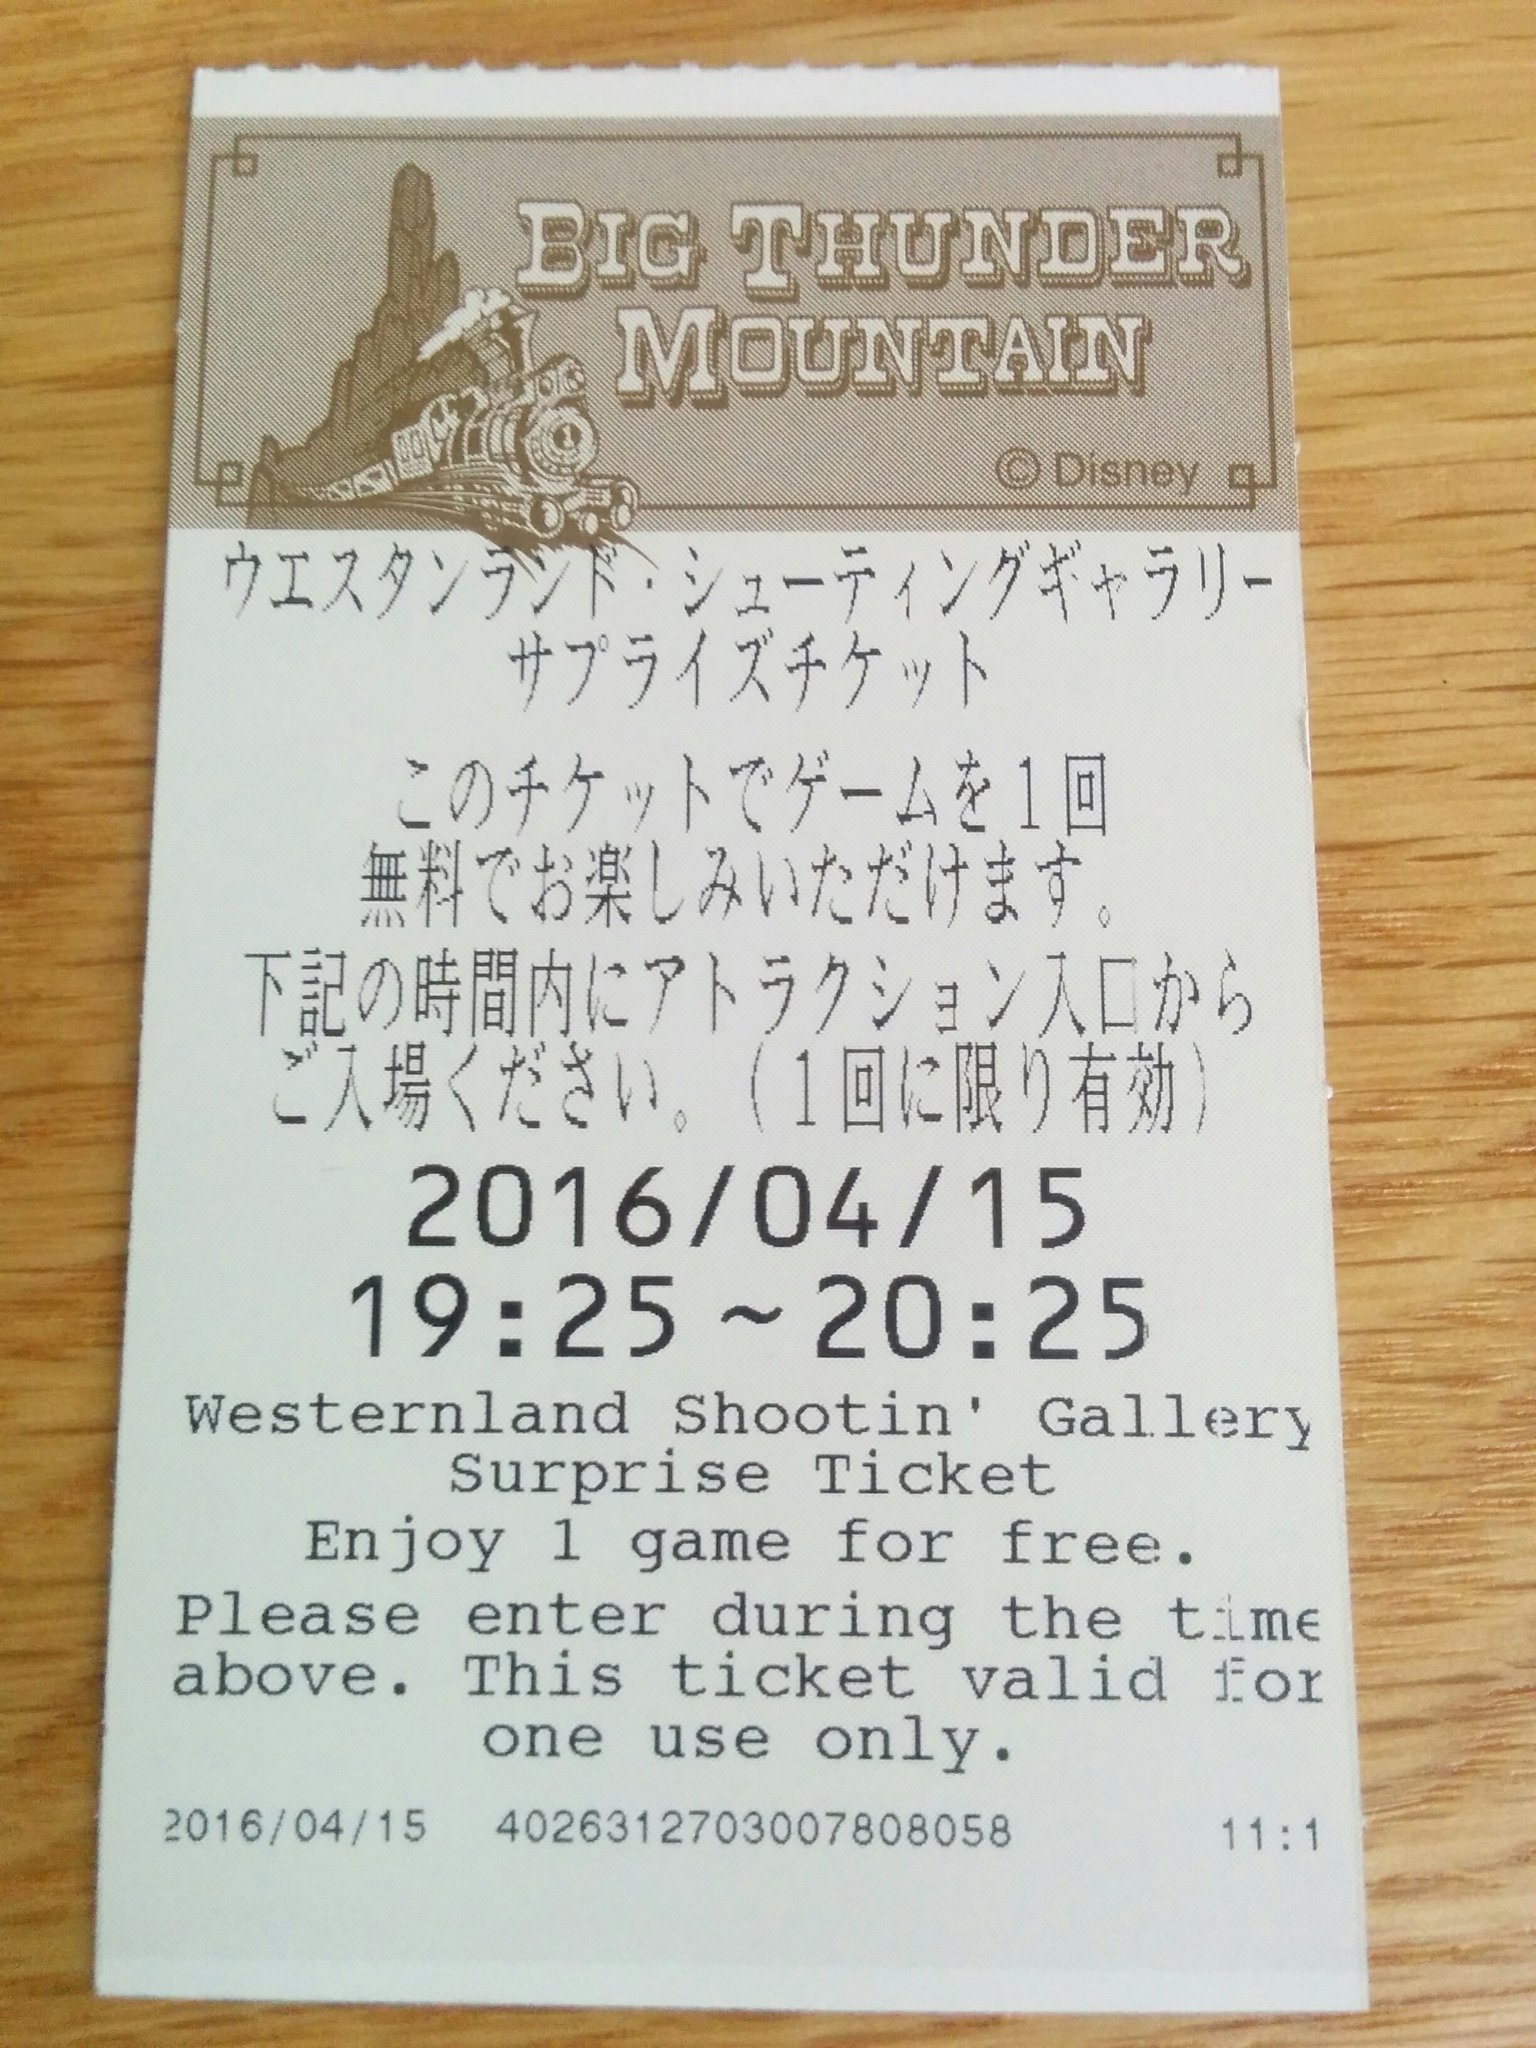 BIG THUNDER
MOUNTAIN
© Disney
1
ウエスタンランド・シューティングギャラリー
サプライズチケット
このチケットでゲームを1回
無料でお楽しみいただけます。
下記の時間内にアトラクション入口から
ご入場ください。(1回に限り有効)
2016/04/15
19:25~20:25
Westernland Shootin' Gallery
Surprise Ticket
Enjoy 1 game for free.
Please enter during the time
above. This ticket valid for
one use only.
2016/04/15 4026312703007808058 11:1